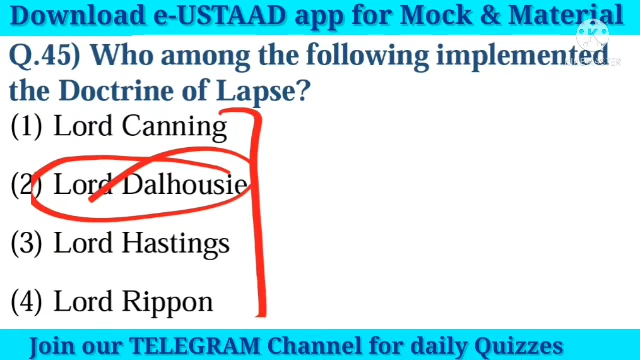 Download e-USTAAD app for Mock & Material
Q.45) Who among the following implemented
the Doctrine of Lapse?
(1) Lord Canning
(2) Lord Dalhousie
(3) Lord Hastings
(4) Lord Rippon
Join our TELEGRAM Channel for daily Quizzes